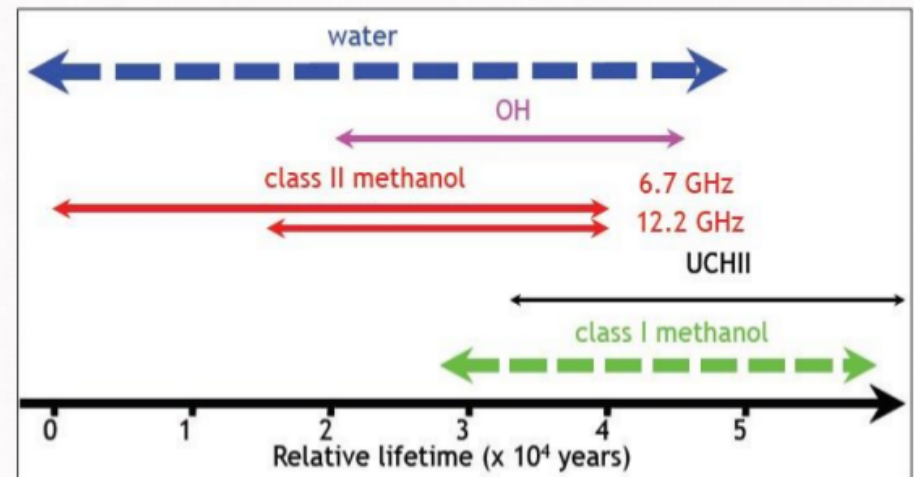 water
OH
class II methanol
6.7 GHz
12.2 GHz
UCHII
class I methanol
0 1 2 3 4 5
Relative lifetime (x 10⁴ years)